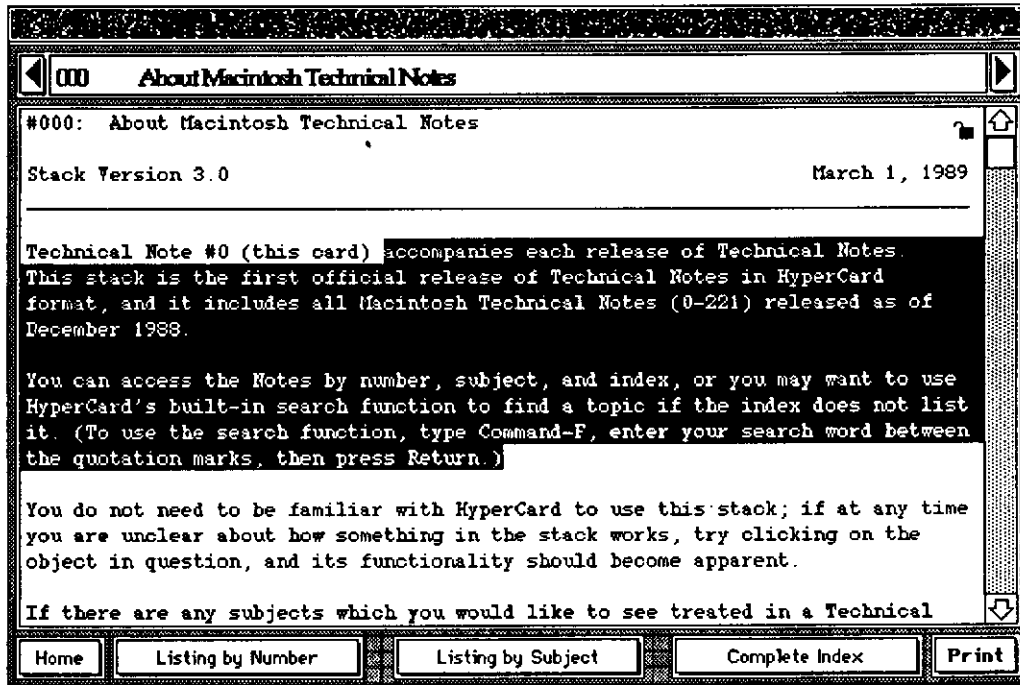 000 About Macintosh Technical Notes
#000: About Macintosh Technical Notes
Stack Version 3.0 March 1, 1989
Technical Note #0 (this card) accompanies each release of Technical Notes.
This stack is the first official release of Technical Notes in HyperCard
format, and it includes all Macintosh Technical Notes (0-221) released as of
December 1988.
You can access the Notes by number, subject, and index, or you may want to use
HyperCard's built-in search function to find a topic if the index does not list
it. (To use the search function, type Command-F, enter your search word between
the quotation marks, then press Return.)
You do not need to be familiar with HyperCard to use this stack; if at any time
you are unclear about how something in the stack works, try clicking on the
object in question, and its functionality should become apparent.
If there are any subjects which you would like to see treated in a Technical
Home Listing by Number Listing by Subject Complete Index Print